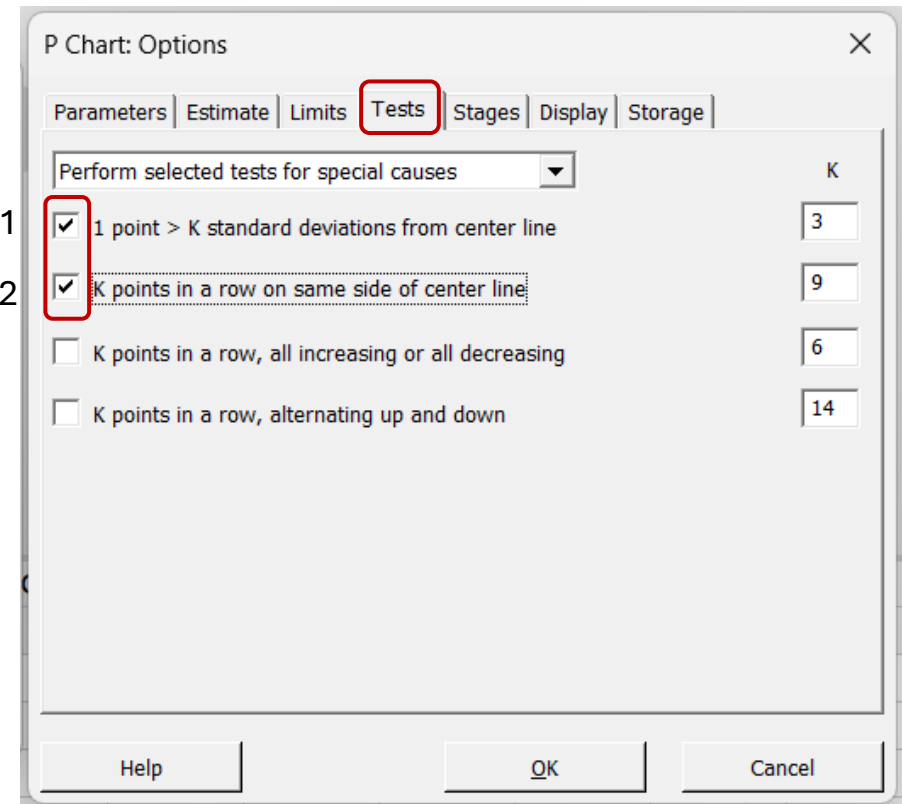 P Chart: Options
Parameters Estimate Limits Tests Stages Display Storage
Perform selected tests for special causes K
1 1 point > K standard deviations from center line 3
2 K points in a row on same side of center line 9
K points in a row, all increasing or all decreasing 6
K points in a row, alternating up and down 14
Help OK Cancel